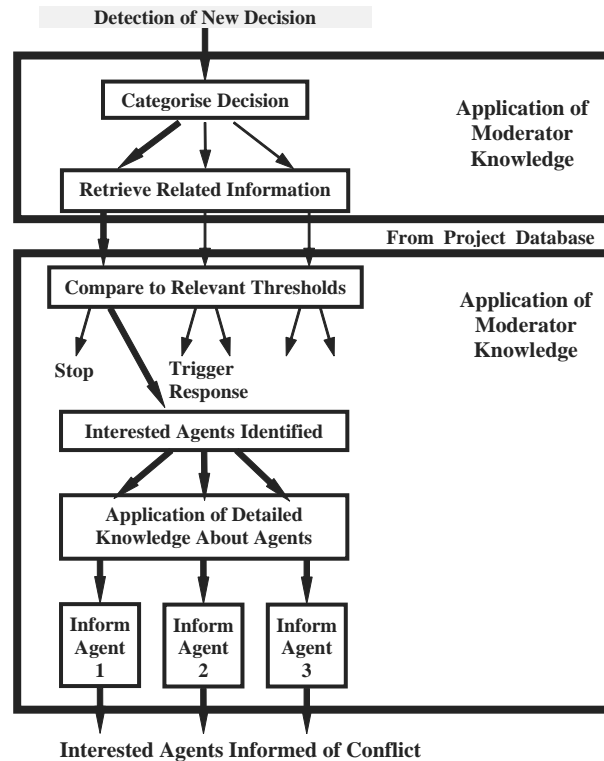 Detection of New Decision
Categorise Decision
Application of
Moderator
Knowledge
Retrieve Related Information
From Project Database
Compare to Relevant Thresholds
Application of
Moderator
Knowledge
Stop
Trigger
Response
Interested Agents Identified
Application of Detailed
Knowledge About Agents
Inform
Agent
1
Inform
Agent
2
Inform
Agent
3
Interested Agents Informed of Conflict